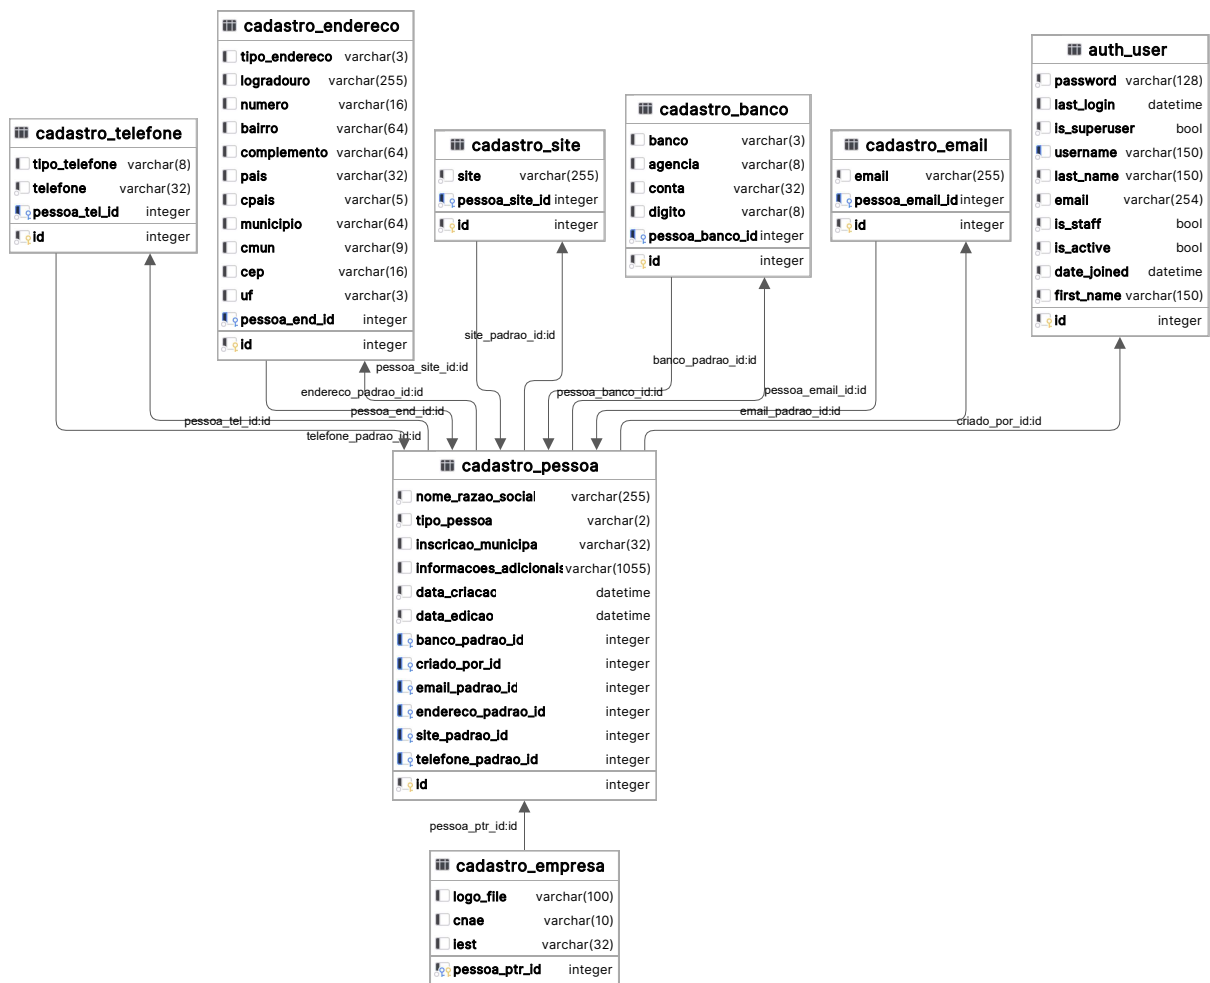 cadastro_endereco
tipo_endereco varchar(3)
logradouro varchar(255)
numero varchar(16)
bairro varchar(64)
complemento varchar(64)
pais varchar(32)
cpais varchar(5)
municipio varchar(64)
cmun varchar(9)
cep varchar(16)
uf varchar(3)
pessoa_end_id integer
id integer
auth_user
password varchar(128)
last_login datetime
is_superuser bool
username varchar(150)
last_name varchar(150)
email varchar(254)
is_staff bool
is_active bool
date_joined datetime
first_name varchar(150)
id integer
cadastro_telefone
tipo_telefone varchar(8)
telefone varchar(32)
pessoa_tel_id integer
id integer
cadastro_site
site varchar(255)
pessoa_site_id integer
id integer
cadastro_banco
banco varchar(3)
agencia varchar(8)
conta varchar(32)
digito varchar(8)
pessoa_banco_id integer
id integer
cadastro_email
email varchar(255)
pessoa_email_id integer
id integer
site_padrao_id:id
banco_padrao_id:id
pessoa_site_id:id
endereco_padrao_id:id
pessoa_banco_id:id
pessoa_email_id:id
pessoa_end_id:id
email_padrao_id:id
pessoa_tel_id:id
criado_por_id:id
telefone_padrao_id:id
cadastro_pessoa
nome_razao_social varchar(255)
tipo_pessoa varchar(2)
inscricao_municipa varchar(32)
informacoes_adicionais varchar(1055)
data_criacao datetime
data_edicao datetime
banco_padrao_id integer
criado_por_id integer
email_padrao_id integer
endereco_padrao_id integer
site_padrao_id integer
telefone_padrao_id integer
id integer
pessoa_ptr_id:id
cadastro_empresa
logo_file varchar(100)
cnae varchar(10)
iest varchar(32)
pessoa_ptr_id integer